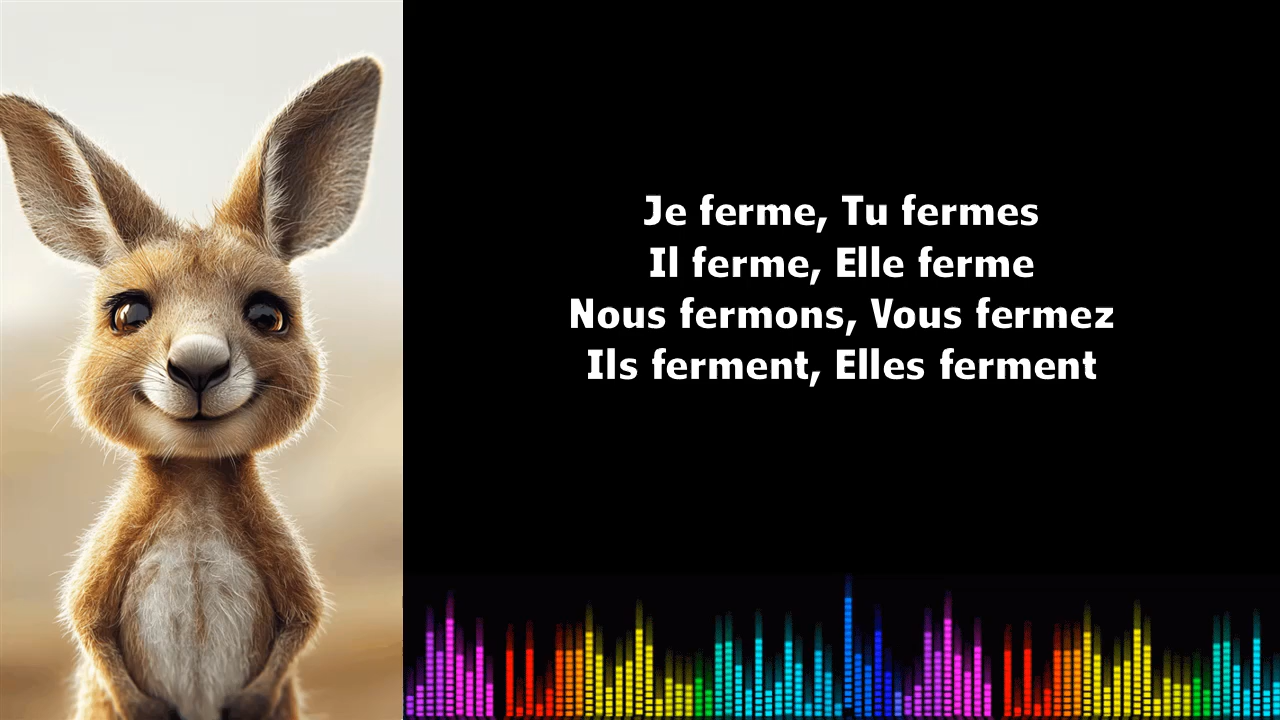 Je ferme, Tu fermes
Il ferme, Elle ferme
Nous fermons, Vous fermez
Ils ferment, Elles ferment